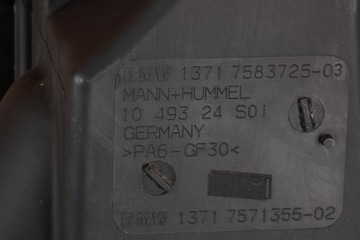 BMW 1371 7583725-03
MANN+HUMMEL
10 493 24 S01
GERMANY
>PA6-GF30<
BMW 1371 7571355-02